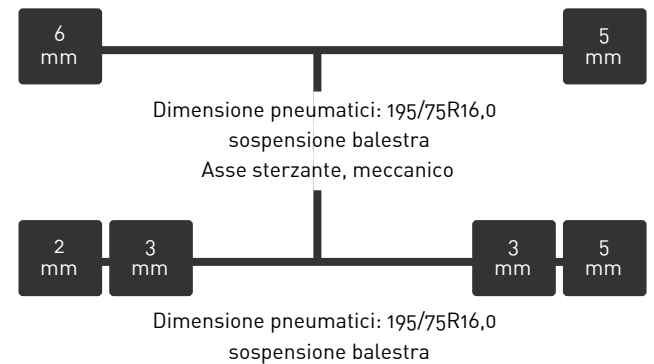 6 mm
5 mm
Dimensione pneumatici: 195/75R16,0
sospensione balestra
Asse sterzante, meccanico
2 mm
3 mm
3 mm
5 mm
Dimensione pneumatici: 195/75R16,0
sospensione balestra